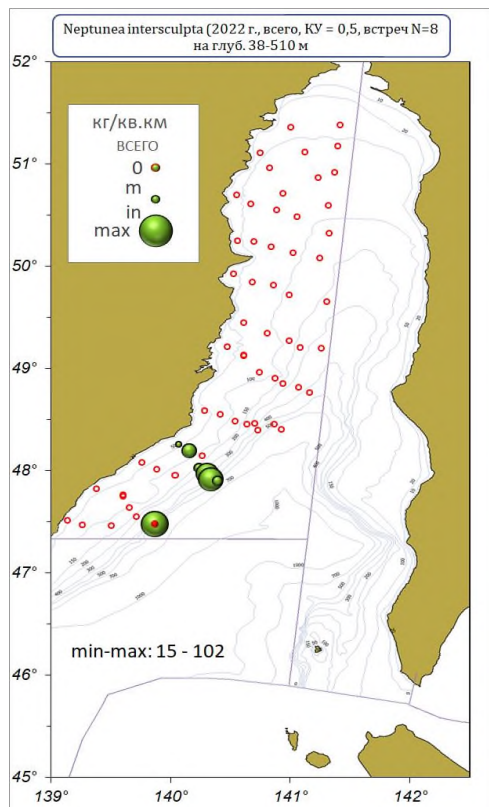 Neptunea intersculpta (2022 г., всего, КУ = 0,5, встреч N=8
на глуб. 38-510 м
52°
51°
50°
49°
48°
47°
46°
45°
кг/кв.км
ВСЕГО
0
m
in
max
min-max: 15 - 102
139 140 141 142